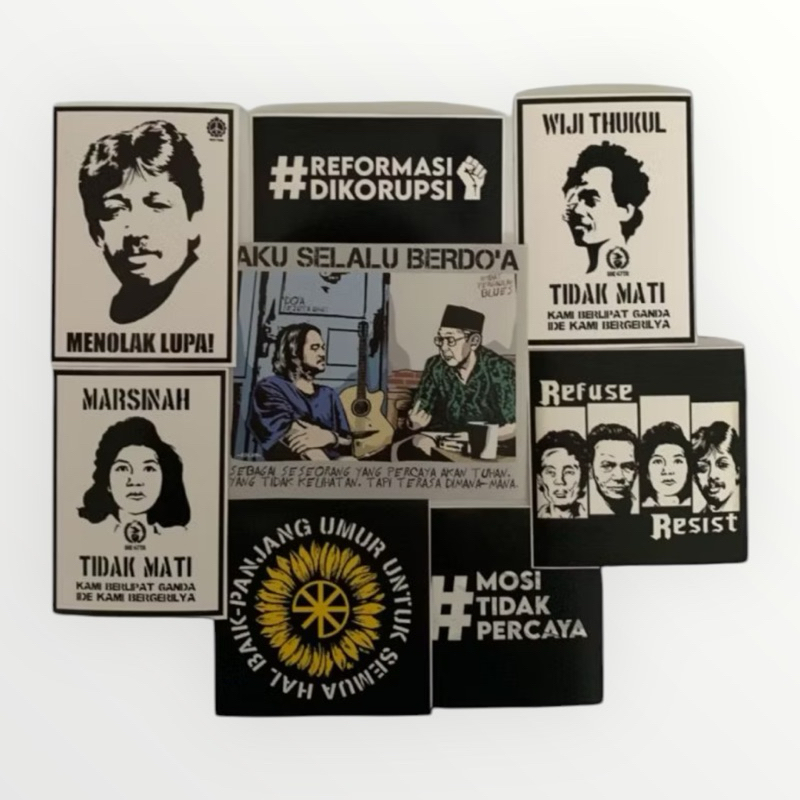 MENOLAK LUPA!
#REFORMASI
DIKORUPSI
WIJI THUKUL
TIDAK MATI
KAMI BERLIPAT GANDA
IDE KAMI BERGERILYA
AKU SELALU BERDO'A
BLUES
SEBAGAI SESEORANG YANG PERCAYA AKAN TUHAN.
YANG TIDAK KELIHATAN. TAPI TERASA DIMANA-MANA.
MARSINAH
TIDAK MATI
KAMI BERLIPAT GANDA
IDE KAMI BERGERILYA
Refuse
Resist
PANJANG UMUR UNTUK SEMUA HAL BAIK-
#MOSI
TIDAK
PERCAYA